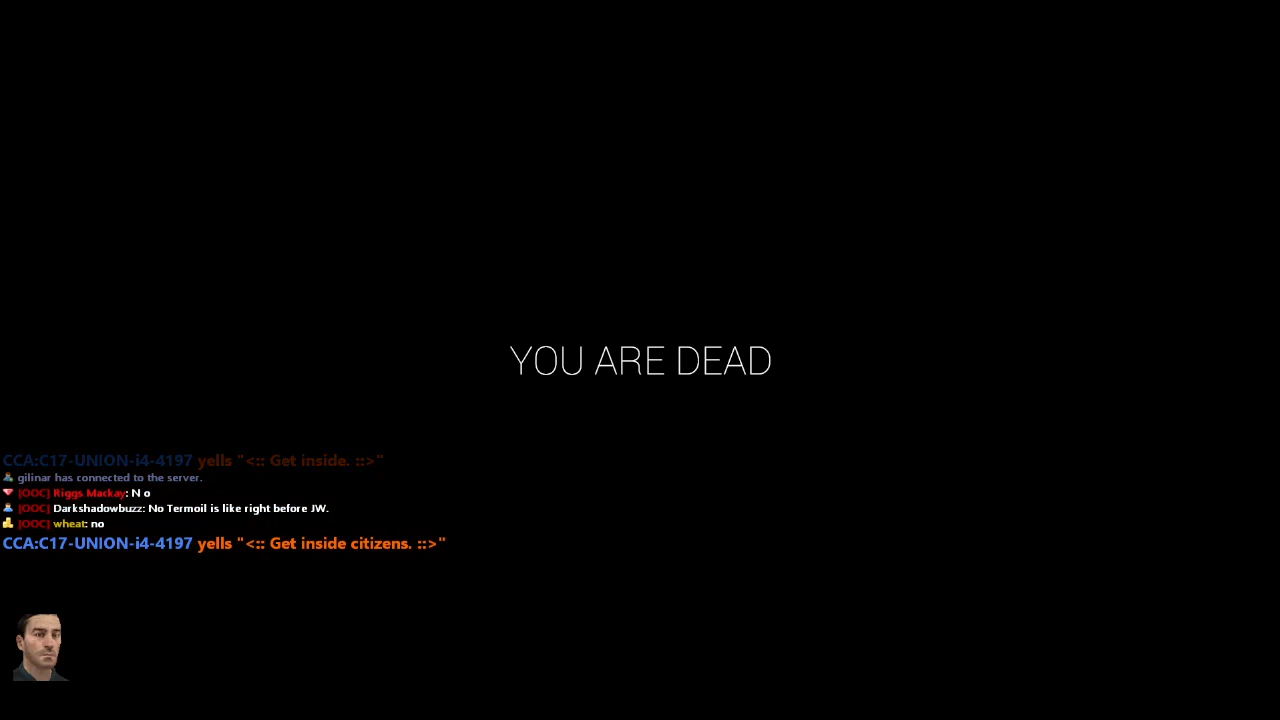 YOU ARE DEAD
CCA:C17-UNION-i4-4197 yells "<:: Get inside. ::>"
gilinar has connected to the server.
[OOC] Riggs Mackay: N o
[OOC] Darkshadowbuzz: No Termoil is like right before JW.
[OOC] wheat: no
CCA:C17-UNION-i4-4197 yells "<:: Get inside citizens. ::>"